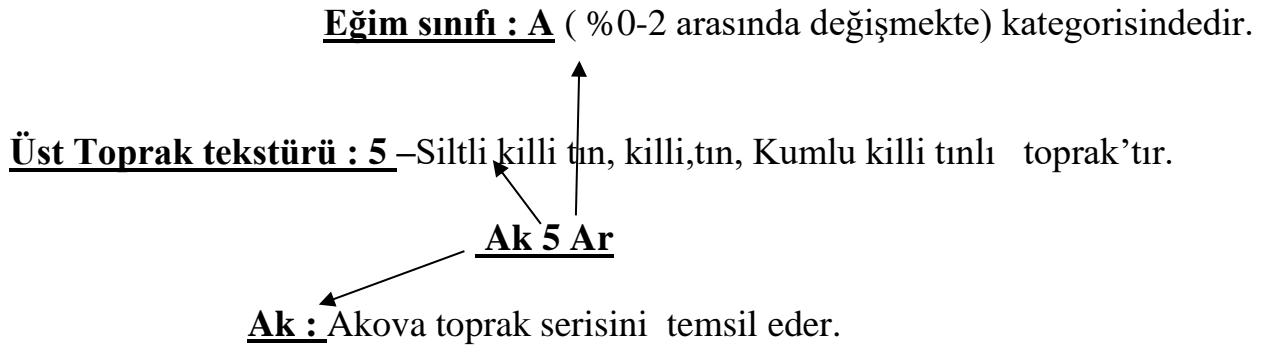 Eğim sınıfı : A ( %0-2 arasında değişmekte) kategorisindedir.
Üst Toprak tekstürü : 5 –Siltli killi tın, killi,tın, Kumlu killi tınlı toprak’tır.
Ak 5 Ar
Ak : Akova toprak serisini temsil eder.